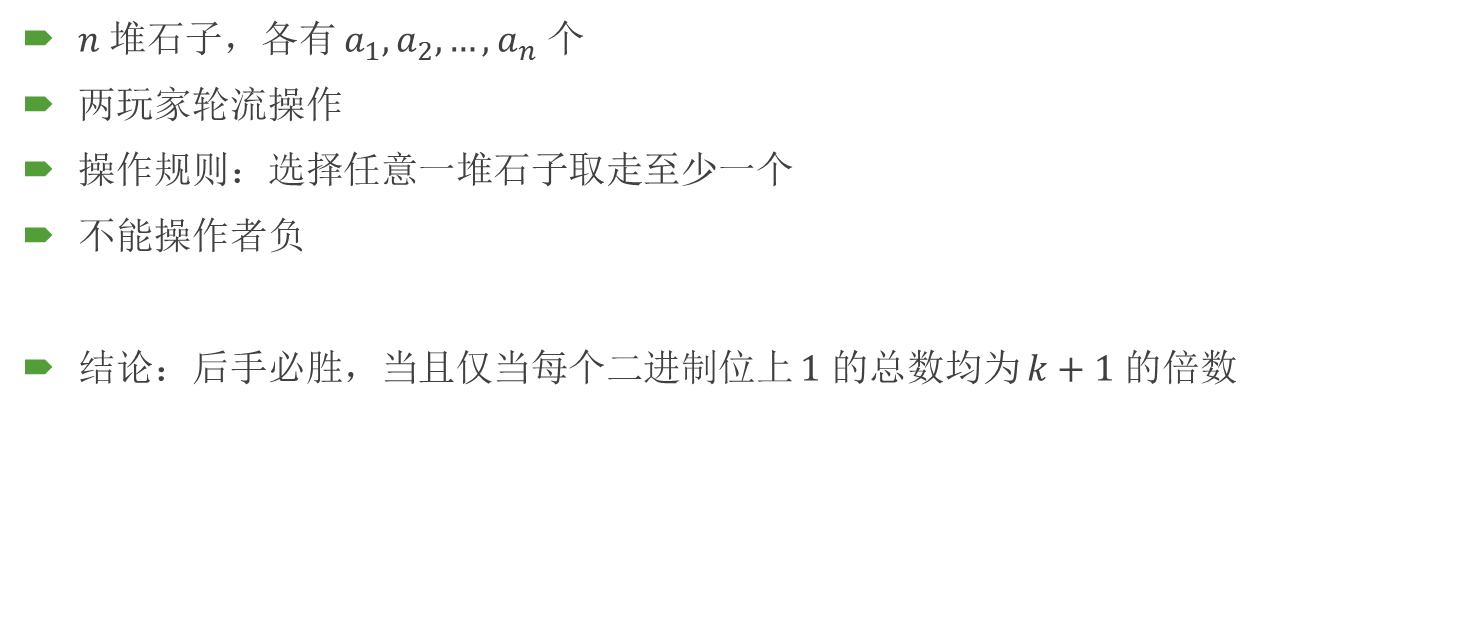 n 堆石子，各有 a₁, a₂, …, aₙ 个
两玩家轮流操作
操作规则：选择任意一堆石子取走至少一个
不能操作者负
结论：后手必胜，当且仅当每个二进制位上 1 的总数均为 k + 1 的倍数